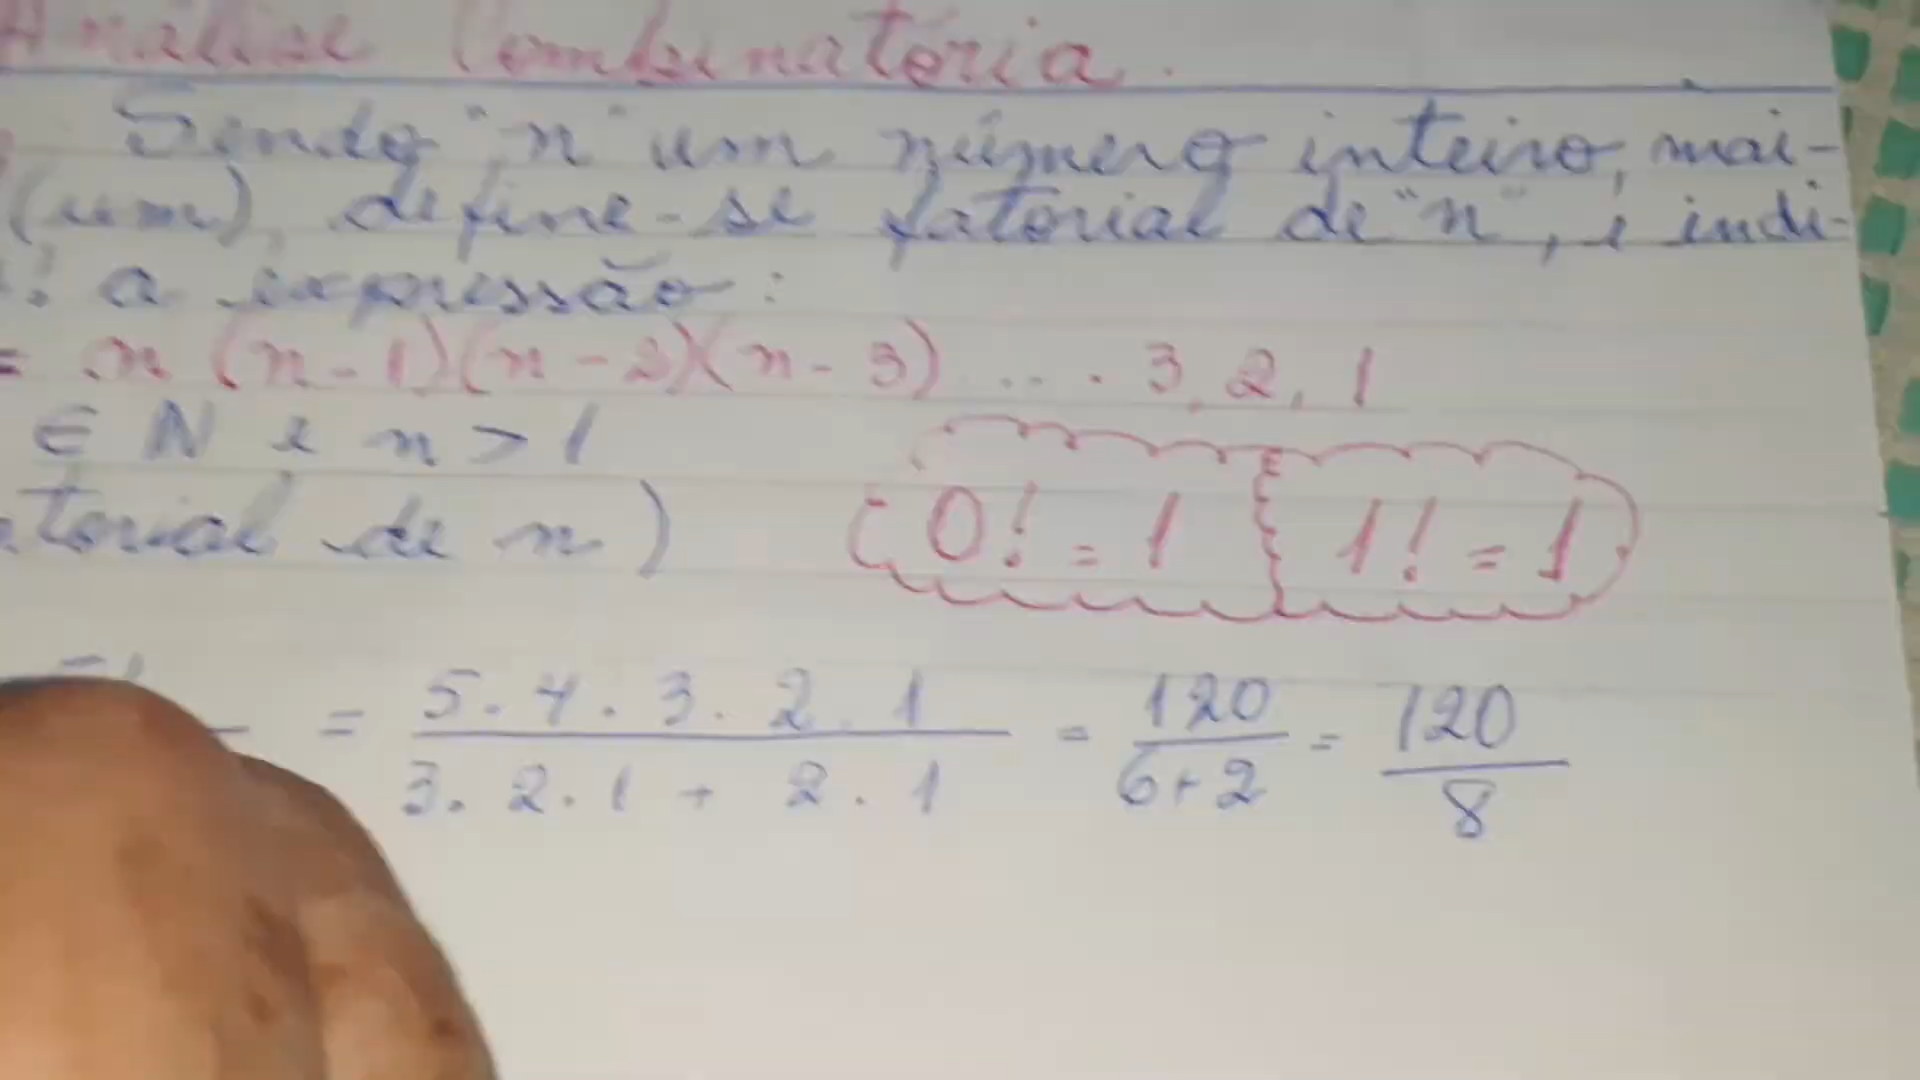 Análise Combinatória.
Sendo "n" um número inteiro, mai-
(um), define-se fatorial de "n", e indi-
! a expressão:
= n (n-1)(n-2)(n-3) .... 3, 2, 1
∈ N e n > 1
torial de n)
0! = 1 1! = 1
= 5.4.3.2.1 / 3.2.1 + 2.1 = 120 / 6+2 = 120 / 8